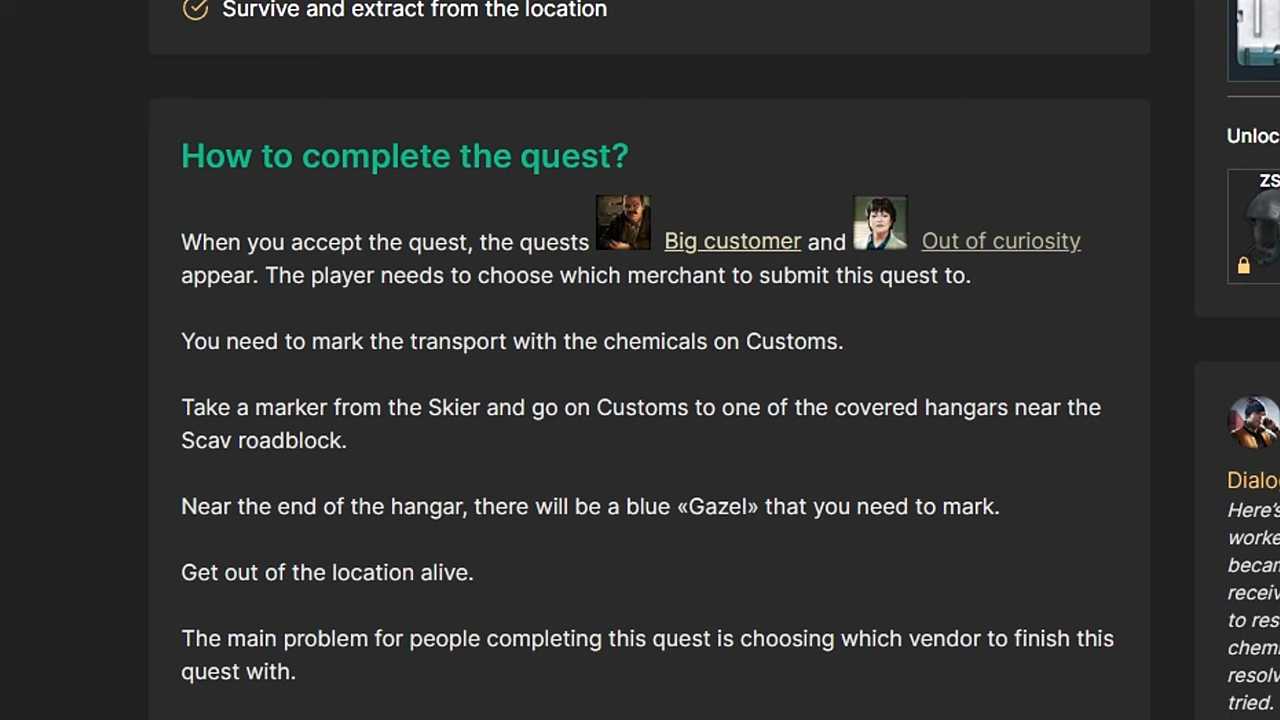 Survive and extract from the location
How to complete the quest?
When you accept the quest, the quests Big customer and Out of curiosity
appear. The player needs to choose which merchant to submit this quest to.
You need to mark the transport with the chemicals on Customs.
Take a marker from the Skier and go on Customs to one of the covered hangars near the
Scav roadblock.
Near the end of the hangar, there will be a blue «Gazel» that you need to mark.
Get out of the location alive.
The main problem for people completing this quest is choosing which vendor to finish this
quest with.
Unloc
ZS
Dialo
Here's
worke
becam
receiv
to res
chemi
resolv
tried.